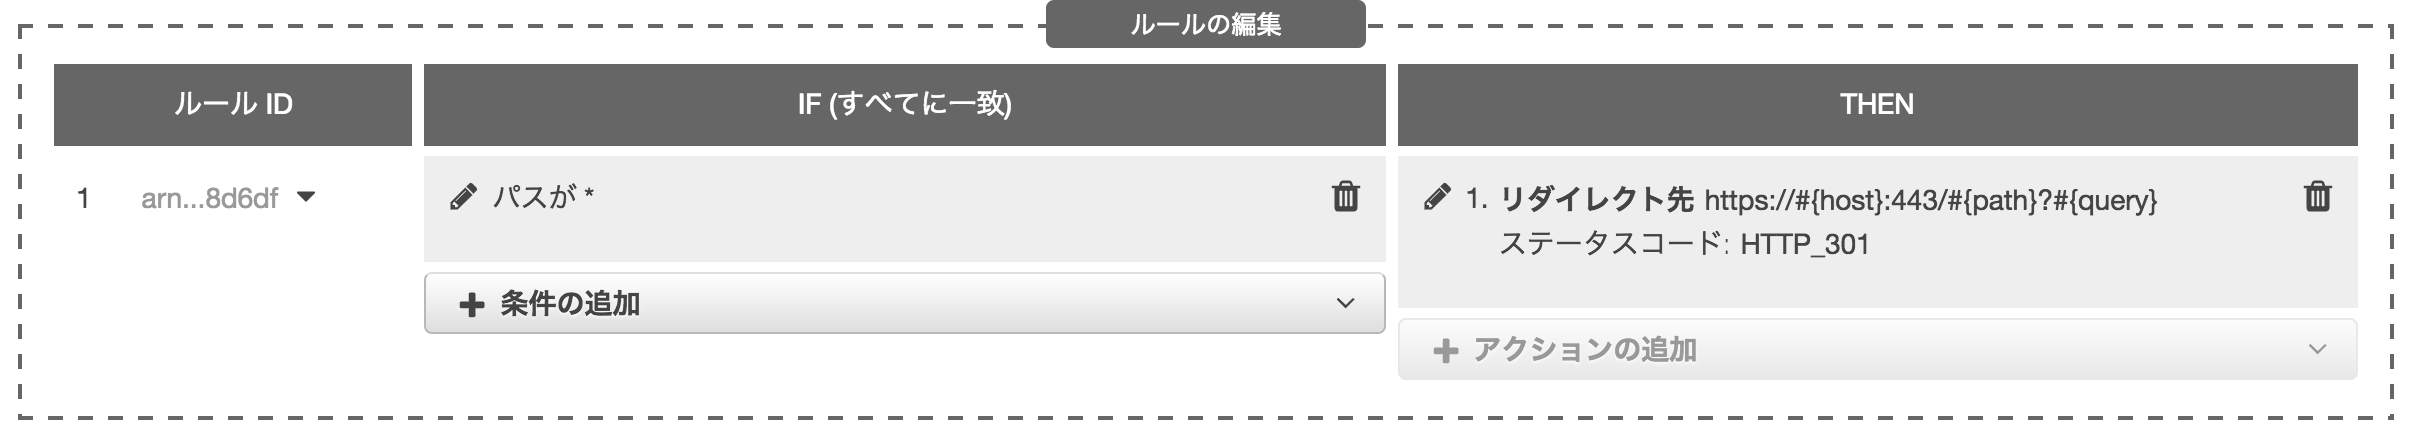 ルールの編集
ルール ID
IF (すべてに一致)
THEN
1 arn...8d6df
パスが *
1. リダイレクト先 https://#{host}:443/#{path}?#{query}
ステータスコード: HTTP_301
条件の追加
アクションの追加